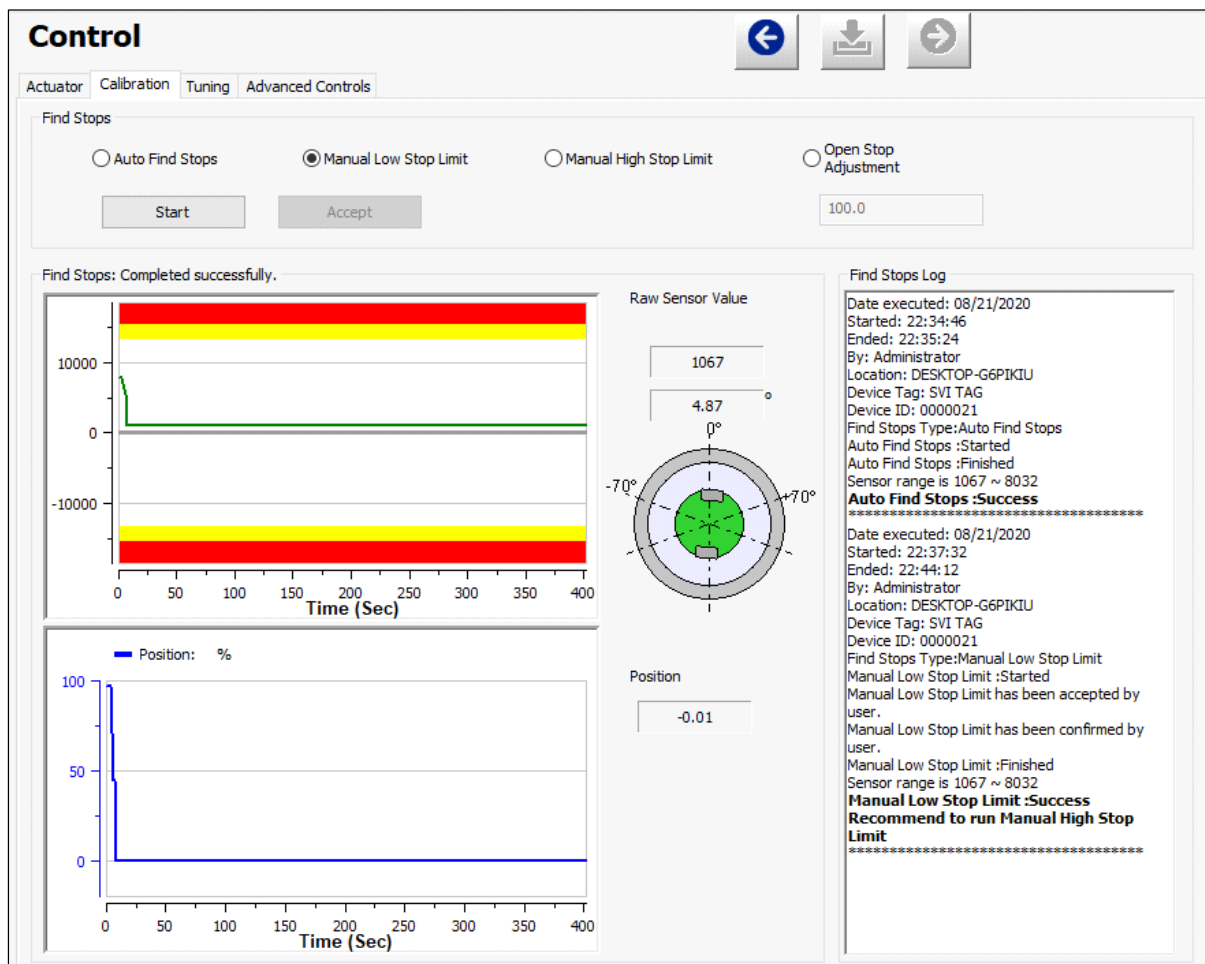 Control
Actuator Calibration Tuning Advanced Controls
Find Stops
Auto Find Stops
Manual Low Stop Limit
Manual High Stop Limit
Open Stop
Adjustment
Start
Accept
100.0
Find Stops: Completed successfully.
10000
0
-10000
0 50 100 150 200 250 300 350 400
Time (Sec)
Raw Sensor Value
1067
4.87 °
0°
-70°
+70°
Position: %
100
50
0
0 50 100 150 200 250 300 350 400
Time (Sec)
Position
-0.01
Find Stops Log
Date executed: 08/21/2020
Started: 22:34:46
Ended: 22:35:24
By: Administrator
Location: DESKTOP-G6PIKIU
Device Tag: SVI TAG
Device ID: 0000021
Find Stops Type:Auto Find Stops
Auto Find Stops :Started
Auto Find Stops :Finished
Sensor range is 1067 ~ 8032
Auto Find Stops :Success
************************************
Date executed: 08/21/2020
Started: 22:37:32
Ended: 22:44:12
By: Administrator
Location: DESKTOP-G6PIKIU
Device Tag: SVI TAG
Device ID: 0000021
Find Stops Type:Manual Low Stop Limit
Manual Low Stop Limit :Started
Manual Low Stop Limit has been accepted by
user.
Manual Low Stop Limit has been confirmed by
user.
Manual Low Stop Limit :Finished
Sensor range is 1067 ~ 8032
Manual Low Stop Limit :Success
Recommend to run Manual High Stop
Limit
************************************